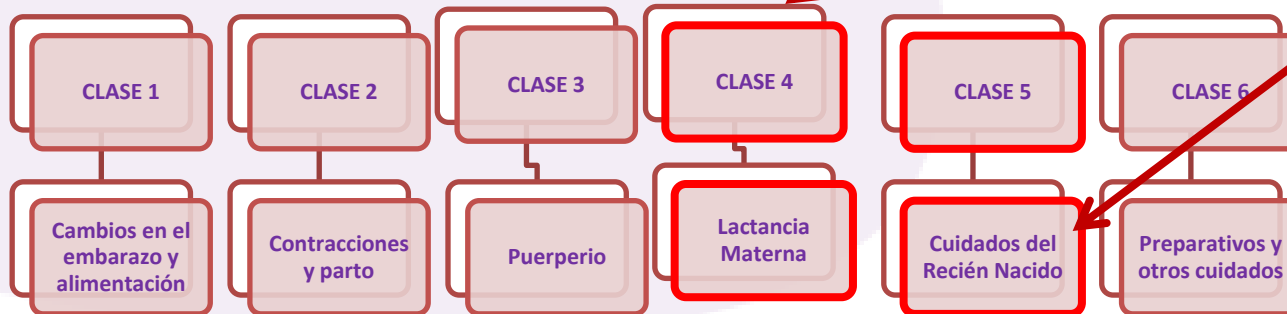 CLASE 1
CLASE 2
CLASE 3
CLASE 4
CLASE 5
CLASE 6
Cambios en el
embarazo y
alimentación
Contracciones
y parto
Puerperio
Lactancia
Materna
Cuidados del
Recién Nacido
Preparativos y
otros cuidados